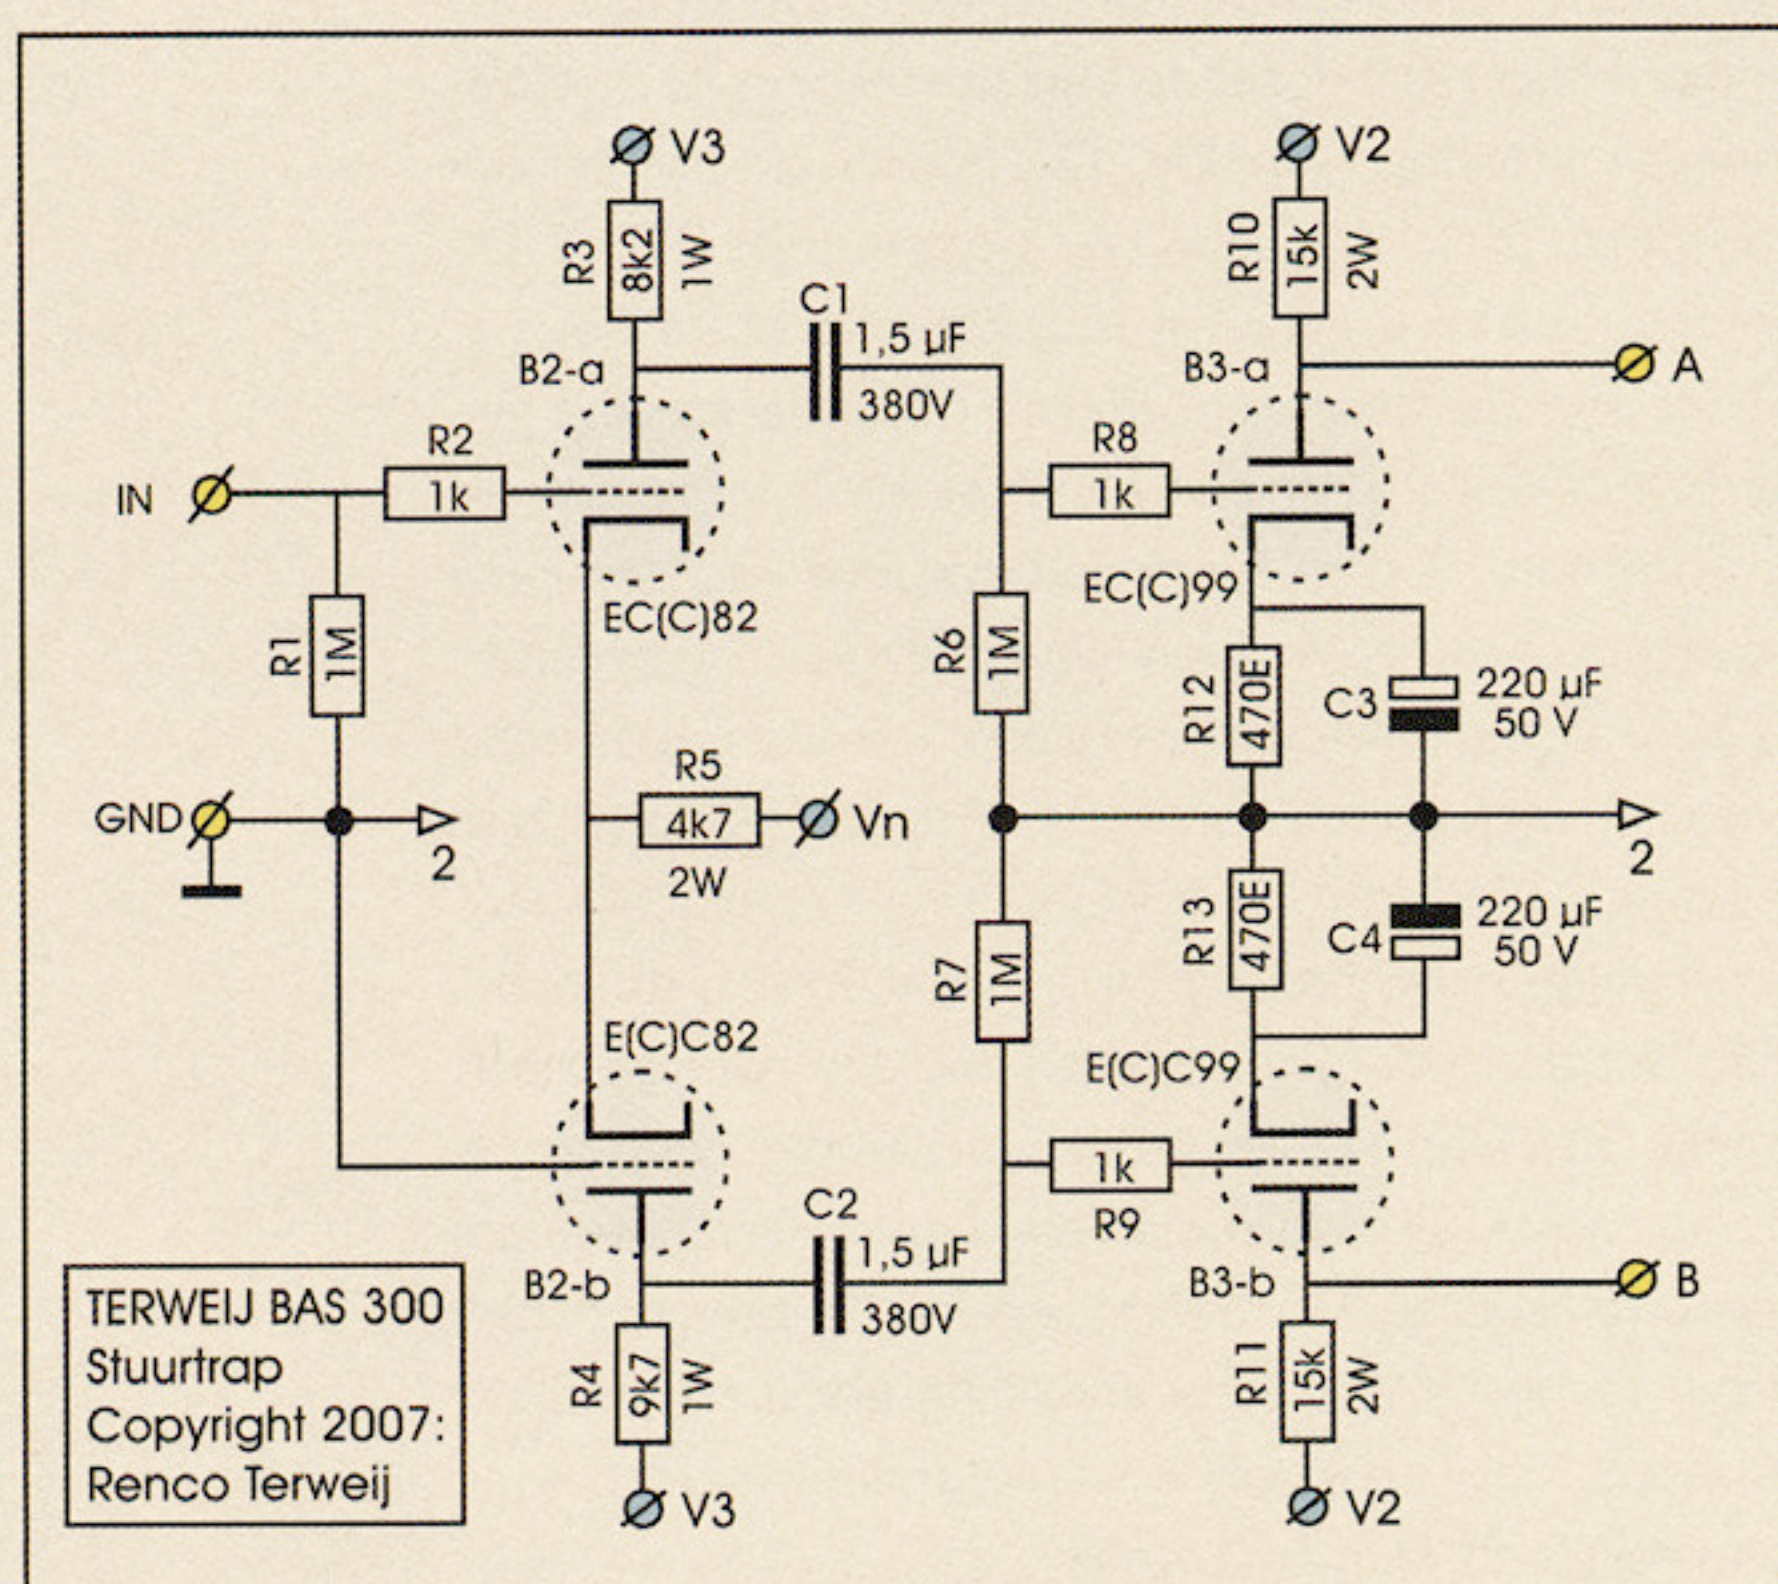 V3
V2
R3
8k2
1W
R10
15k
2W
C1
1,5 µF
380V
B2-a
B3-a
A
R2
1k
R8
1k
IN
EC(C)82
EC(C)99
R1
1M
R6
1M
R12
470E
C3
220 µF
50 V
R5
4k7
2W
Vn
GND
2
2
R7
1M
R13
470E
C4
220 µF
50 V
E(C)C82
E(C)C99
1k
R9
C2
1,5 µF
380V
B2-b
B3-b
B
R4
9k7
1W
R11
15k
2W
V3
V2
TERWEIJ BAS 300
Stuurtrap
Copyright 2007:
Renco Terweij